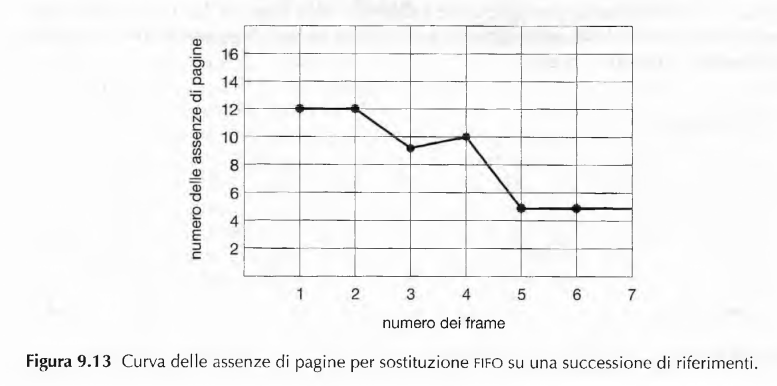 numero delle assenze di pagine
16
14
12
10
8
6
4
2
1 2 3 4 5 6 7
numero dei frame
Figura 9.13 Curva delle assenze di pagine per sostituzione FIFO su una successione di riferimenti.